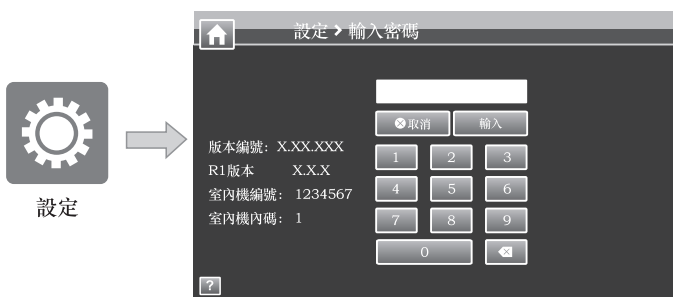 設定 > 輸入密碼
取消 輸入
版本編號: X.XX.XXX
R1版本 X.X.X
室內機編號: 1234567
室內機內碼: 1
1 2 3
4 5 6
7 8 9
0
?
設定